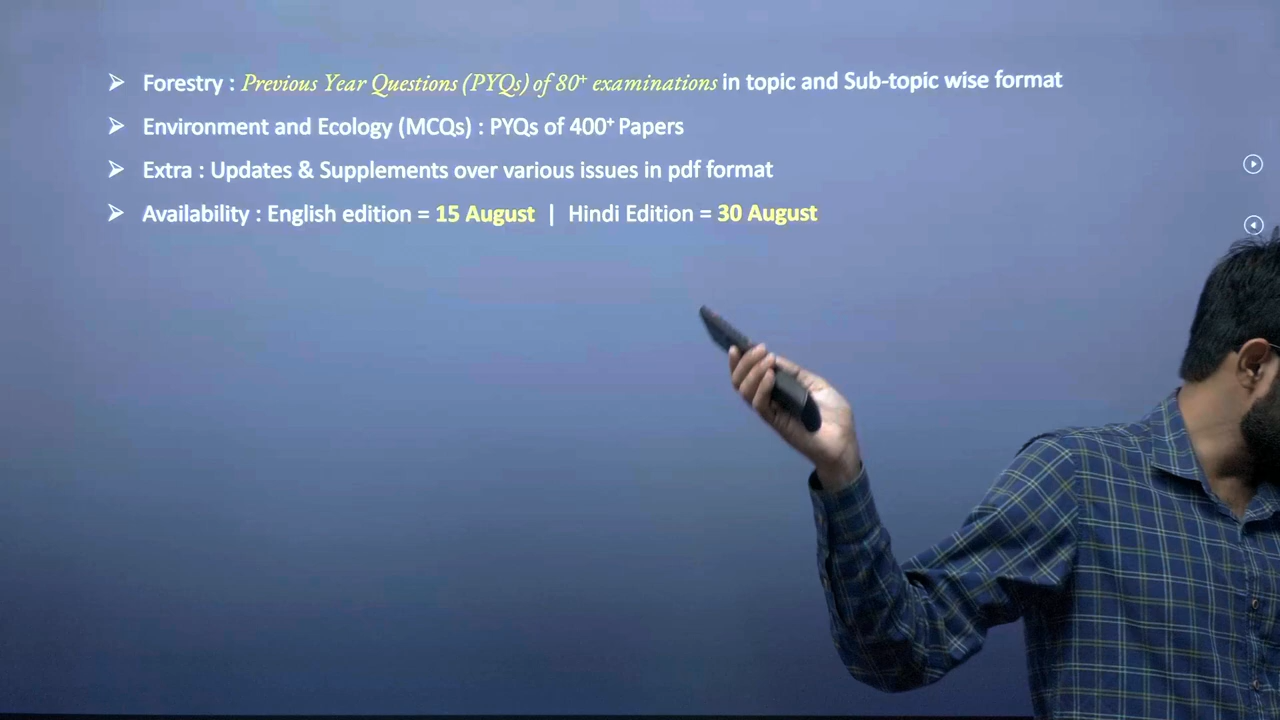 ➢ Forestry : Previous Year Questions (PYQs) of 80⁺ examinations in topic and Sub-topic wise format
➢ Environment and Ecology (MCQs) : PYQs of 400⁺ Papers
➢ Extra : Updates & Supplements over various issues in pdf format
➢ Availability : English edition = 15 August | Hindi Edition = 30 August